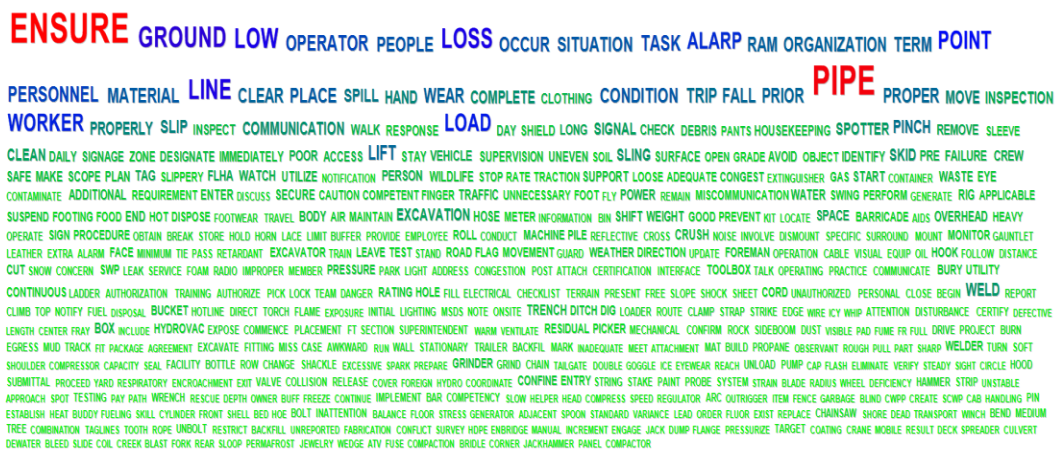 ENSURE GROUND LOW OPERATOR PEOPLE LOSS OCCUR SITUATION TASK ALARP RAM ORGANIZATION TERM POINT
PERSONNEL MATERIAL LINE CLEAR PLACE SPILL HAND WEAR COMPLETE CLOTHING CONDITION TRIP FALL PRIOR PIPE PROPER MOVE INSPECTION
WORKER PROPERLY SLIP INSPECT COMMUNICATION WALK RESPONSE LOAD DAY SHIELD LONG SIGNAL CHECK DEBRIS PANTS HOUSEKEEPING SPOTTER PINCH REMOVE SLEEVE
CLEAN DAILY SIGNAGE ZONE DESIGNATE IMMEDIATELY POOR ACCESS LIFT STAY VEHICLE SUPERVISION UNEVEN SOIL SLING SURFACE OPEN GRADE AVOID OBJECT IDENTIFY SKID PRE FAILURE CREW
SAFE MAKE SCOPE PLAN TAG SLIPPERY FLHA WATCH UTILIZE NOTIFICATION PERSON WILDLIFE STOP RATE TRACTION SUPPORT LOOSE ADEQUATE CONGEST EXTINGUISHER GAS START CONTAINER WASTE EYE
CONTAMINATE ADDITIONAL REQUIREMENT ENTER DISCUSS SECURE CAUTION COMPETENT FINGER TRAFFIC UNNECESSARY FOOT FLY POWER REMAIN MISCOMMUNICATION WATER SWING PERFORM GENERATE RIG APPLICABLE
SUSPEND FOOTING FOOD END HOT DISPOSE FOOTWEAR TRAVEL BODY AIR MAINTAIN EXCAVATION HOSE METER INFORMATION BIN SHIFT WEIGHT GOOD PREVENT KIT LOCATE SPACE BARRICADE AIDS OVERHEAD HEAVY
OPERATE SIGN PROCEDURE OBTAIN BREAK STORE HOLD HORN LACE LIMIT BUFFER PROVIDE EMPLOYEE ROLL CONDUCT MACHINE PILE REFLECTIVE CROSS CRUSH NOISE INVOLVE DISMOUNT SPECIFIC SURROUND MOUNT MONITOR GAUNTLET
LEATHER EXTRA ALARM FACE MINIMUM TIE PASS RETARDANT EXCAVATOR TRAIN LEAVE TEST STAND ROAD FLAG MOVEMENT GUARD WEATHER DIRECTION UPDATE FOREMAN OPERATION CABLE VISUAL EQUIP OIL HOOK FOLLOW DISTANCE
CUT SNOW CONCERN SWP LEAK SERVICE FOAM RADIO IMPROPER MEMBER PRESSURE PARK LIGHT ADDRESS CONGESTION POST ATTACH CERTIFICATION INTERFACE TOOLBOX TALK OPERATING PRACTICE COMMUNICATE BURY UTILITY
CONTINUOUS LADDER AUTHORIZATION TRAINING AUTHORIZE PICK LOCK TEAM DANGER RATING HOLE FILL ELECTRICAL CHECKLIST TERRAIN PRESENT FREE SLOPE SHOCK SHEET CORD UNAUTHORIZED PERSONAL CLOSE BEGIN WELD REPORT
CLIMB TOP NOTIFY FUEL DISPOSAL BUCKET HOTLINE DIRECT TORCH FLAME EXPOSURE INITIAL LIGHTING MSDS NOTE ONSITE TRENCH DITCH DIG LOADER ROUTE CLAMP STRAP STRIKE EDGE WIRE ICY WHIP ATTENTION DISTURBANCE CERTIFY DEFECTIVE
LENGTH CENTER FRAY BOX INCLUDE HYDROVAC EXPOSE COMMENCE PLACEMENT FT SECTION SUPERINTENDENT WARM VENTILATE RESIDUAL PICKER MECHANICAL CONFIRM ROCK SIDEBOOM DUST VISIBLE PAD FUME FR FULL DRIVE PROJECT BURN
EGRESS MUD TRACK FIT PACKAGE AGREEMENT EXCAVATE FITTING MISS CASE AWKWARD RUN WALL STATIONARY TRAILER BACKFIL MARK INADEQUATE MEET ATTACHMENT MAT BUILD PROPANE OBSERVANT ROUGH PULL PART SHARP WELDER TURN SOFT
SHOULDER COMPRESSOR CAPACITY SEAL FACILITY BOTTLE ROW CHANGE SHACKLE EXCESSIVE SPARK PREPARE GRINDER GRIND CHAIN TAILGATE DOUBLE GOGGLE ICE EYEWEAR REACH UNLOAD PUMP CAP FLASH ELIMINATE VERIFY STEADY SIGHT CIRCLE HOOD
SUBMITTAL PROCEED YARD RESPIRATORY ENCROACHMENT EXIT VALVE COLLISION RELEASE COVER FOREIGN HYDRO COORDINATE CONFINE ENTRY STRING STAKE PAINT PROBE SYSTEM STRAIN BLADE RADIUS WHEEL DEFICIENCY HAMMER STRIP UNSTABLE
APPROACH SPOT TESTING PAY PATH WRENCH RESCUE DEPTH OWNER BUFF FREEZE CONTINUE IMPLEMENT BAR COMPETENCY SLOW HELPER HEAD COMPRESS SPEED REGULATOR ARC OUTRIGGER ITEM FENCE GARBAGE BLIND CWPP CREATE SCWP CAB HANDLING PIN
ESTABLISH HEAT BUDDY FUELING SKILL CYLINDER FRONT SHELL BED HOE BOLT INATTENTION BALANCE FLOOR STRESS GENERATOR ADJACENT SPOON STANDARD VARIANCE LEAD ORDER FLUOR EXIST REPLACE CHAINSAW SHORE DEAD TRANSPORT WINCH BEND MEDIUM
TREE COMBINATION TAGLINES TOOTH ROPE UNBOLT RESTRICT BACKFILL UNREPORTED FABRICATION CONFLICT SURVEY HDPE ENBRIDGE MANUAL INCREMENT ENGAGE JACK DUMP FLANGE PRESSURIZE TARGET COATING CRANE MOBILE RESULT DECK SPREADER CULVERT
DEWATER BLEED SLIDE COIL CREEK BLAST FORK REAR SLOOP PERMAFROST JEWELRY WEDGE ATV FUSE COMPACTION BRIDLE CORNER JACKHAMMER PANEL COMPACTOR